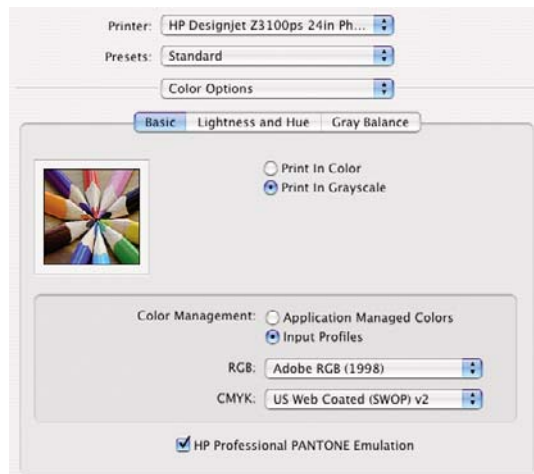 Printer: HP Designjet Z3100ps 24in Ph...
Presets: Standard
Color Options
Basic Lightness and Hue Gray Balance
Print In Color
Print In Grayscale
Color Management: Application Managed Colors
Input Profiles
RGB: Adobe RGB (1998)
CMYK: US Web Coated (SWOP) v2
HP Professional PANTONE Emulation